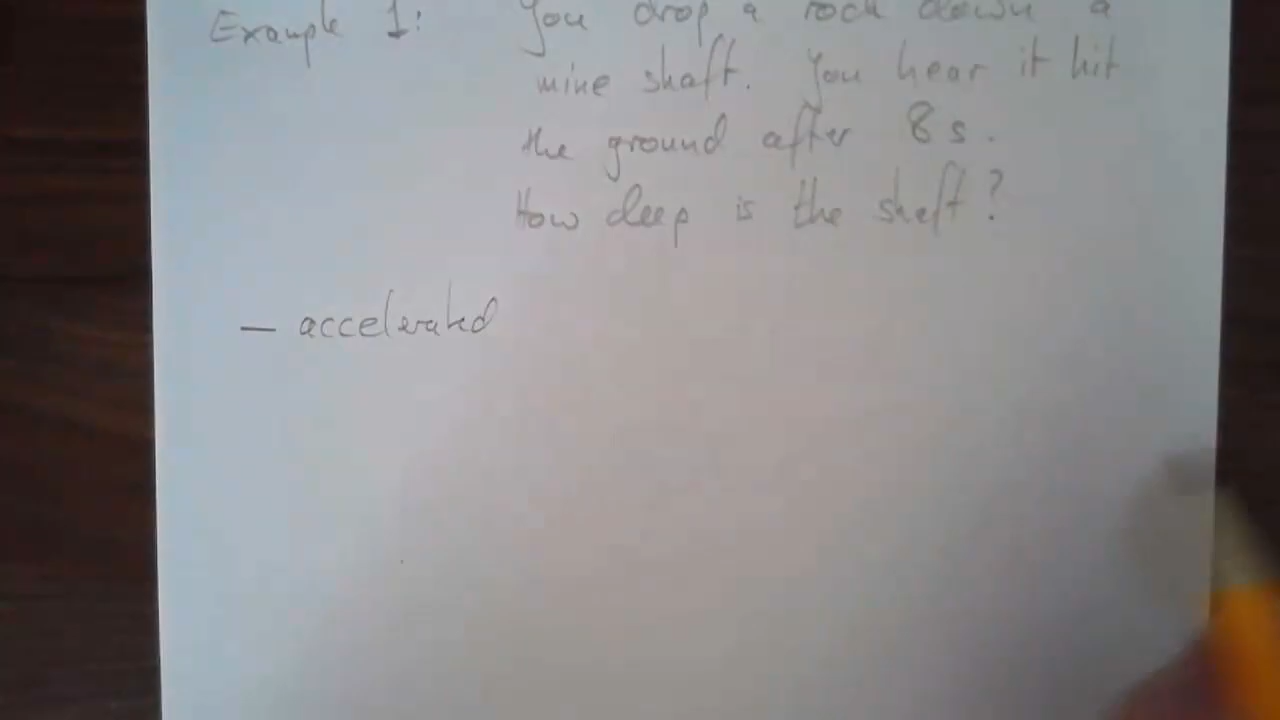 Example 1: You drop a rock down a
mine shaft. You hear it hit
the ground after 8 s.
How deep is the shaft?
— accelerated